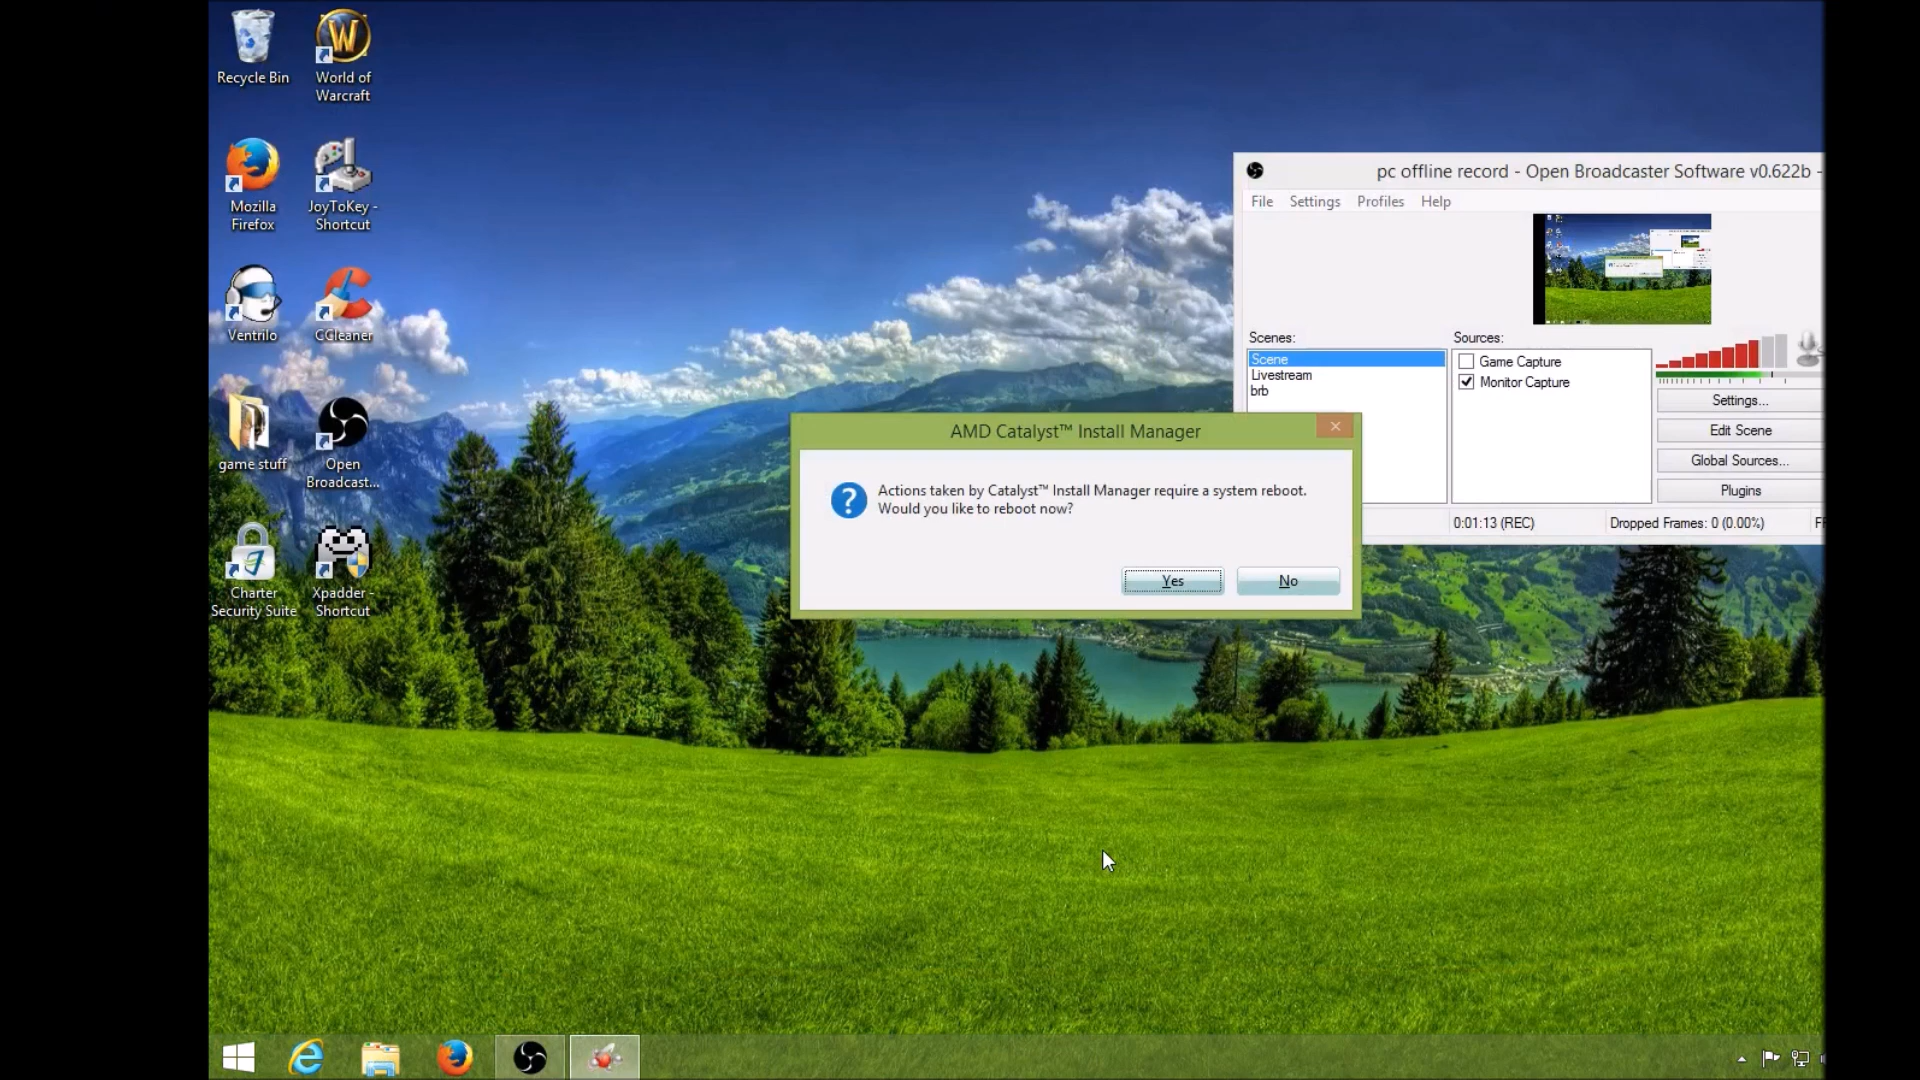 Recycle Bin
World of
Warcraft
Mozilla
Firefox
JoyToKey -
Shortcut
Ventrilo
CCleaner
game stuff
Open
Broadcast...
Charter
Security Suite
Xpadder -
Shortcut
pc offline record - Open Broadcaster Software v0.622b -
File Settings Profiles Help
Scenes:
Scene
Livestream
brb
Sources:
Game Capture
Monitor Capture
Settings...
Edit Scene
Global Sources...
Plugins
0:01:13 (REC)
Dropped Frames: 0 (0.00%)
AMD Catalyst™ Install Manager
Actions taken by Catalyst™ Install Manager require a system reboot.
Would you like to reboot now?
Yes
No